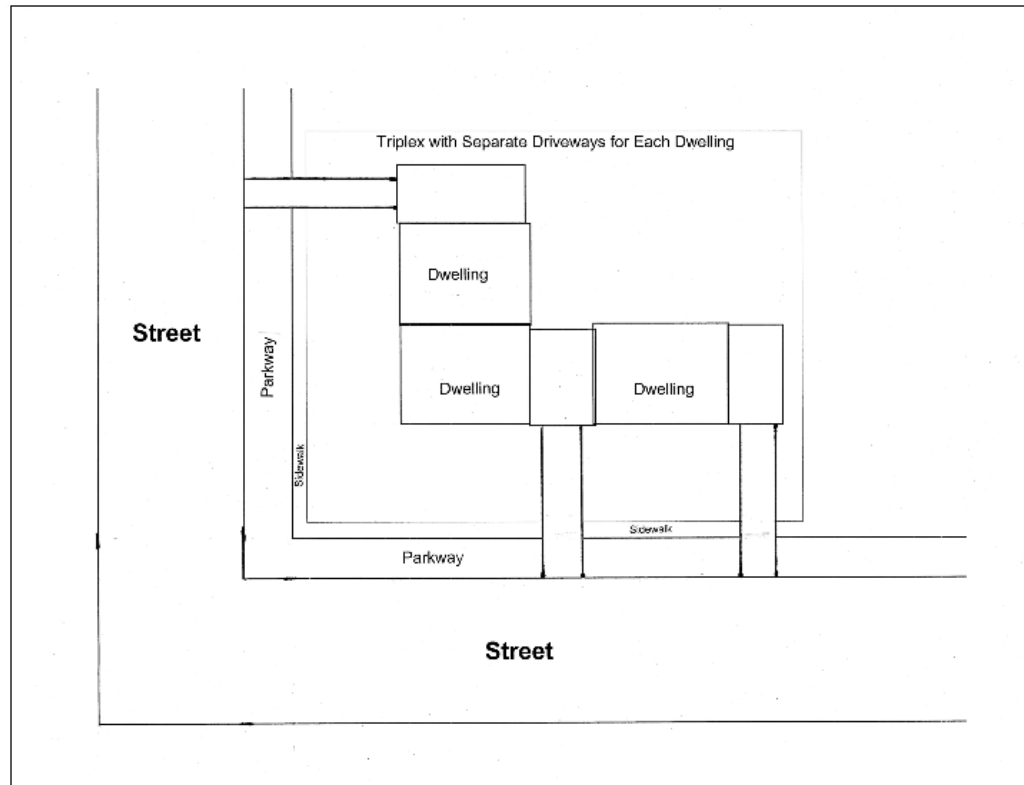 Triplex with Separate Driveways for Each Dwelling
Dwelling
Street
Parkway
Dwelling
Dwelling
Sidewalk
Sidewalk
Parkway
Street